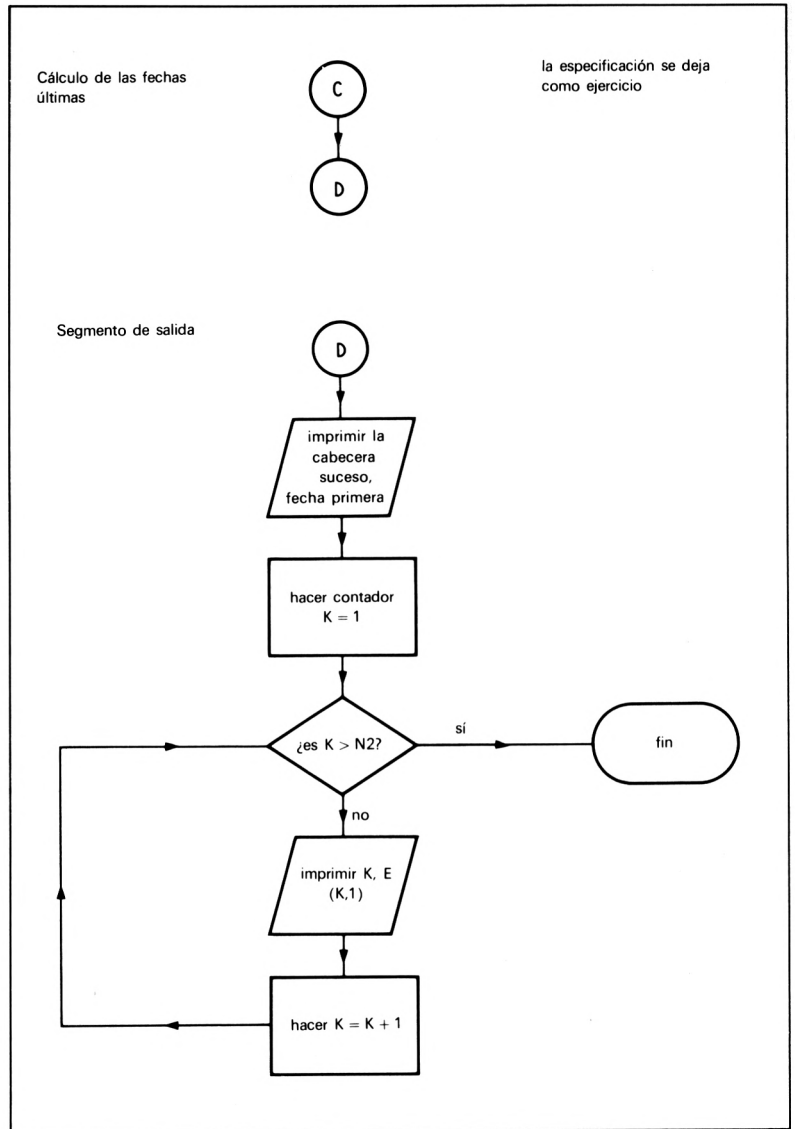 Cálculo de las fechas
últimas
C
la especificación se deja
como ejercicio
D
Segmento de salida
D
imprimir la
cabecera
suceso,
fecha primera
hacer contador
K = 1
¿es K > N2?
sí
fin
no
imprimir K, E
(K,1)
hacer K = K + 1